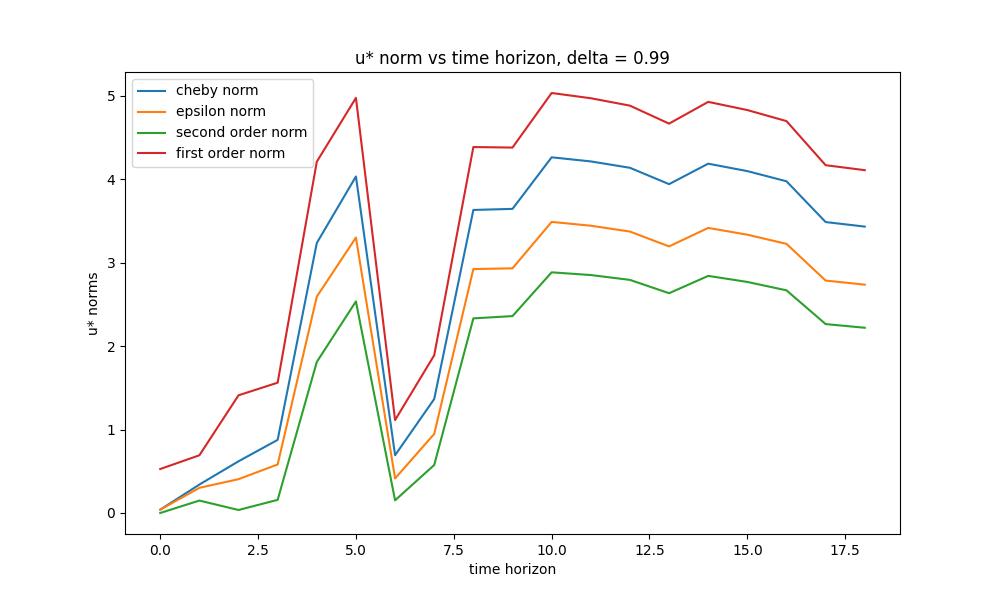 u* norm vs time horizon, delta = 0.99
cheby norm
epsilon norm
second order norm
first order norm
u* norms
5
4
3
2
1
0
0.0 2.5 5.0 7.5 10.0 12.5 15.0 17.5
time horizon